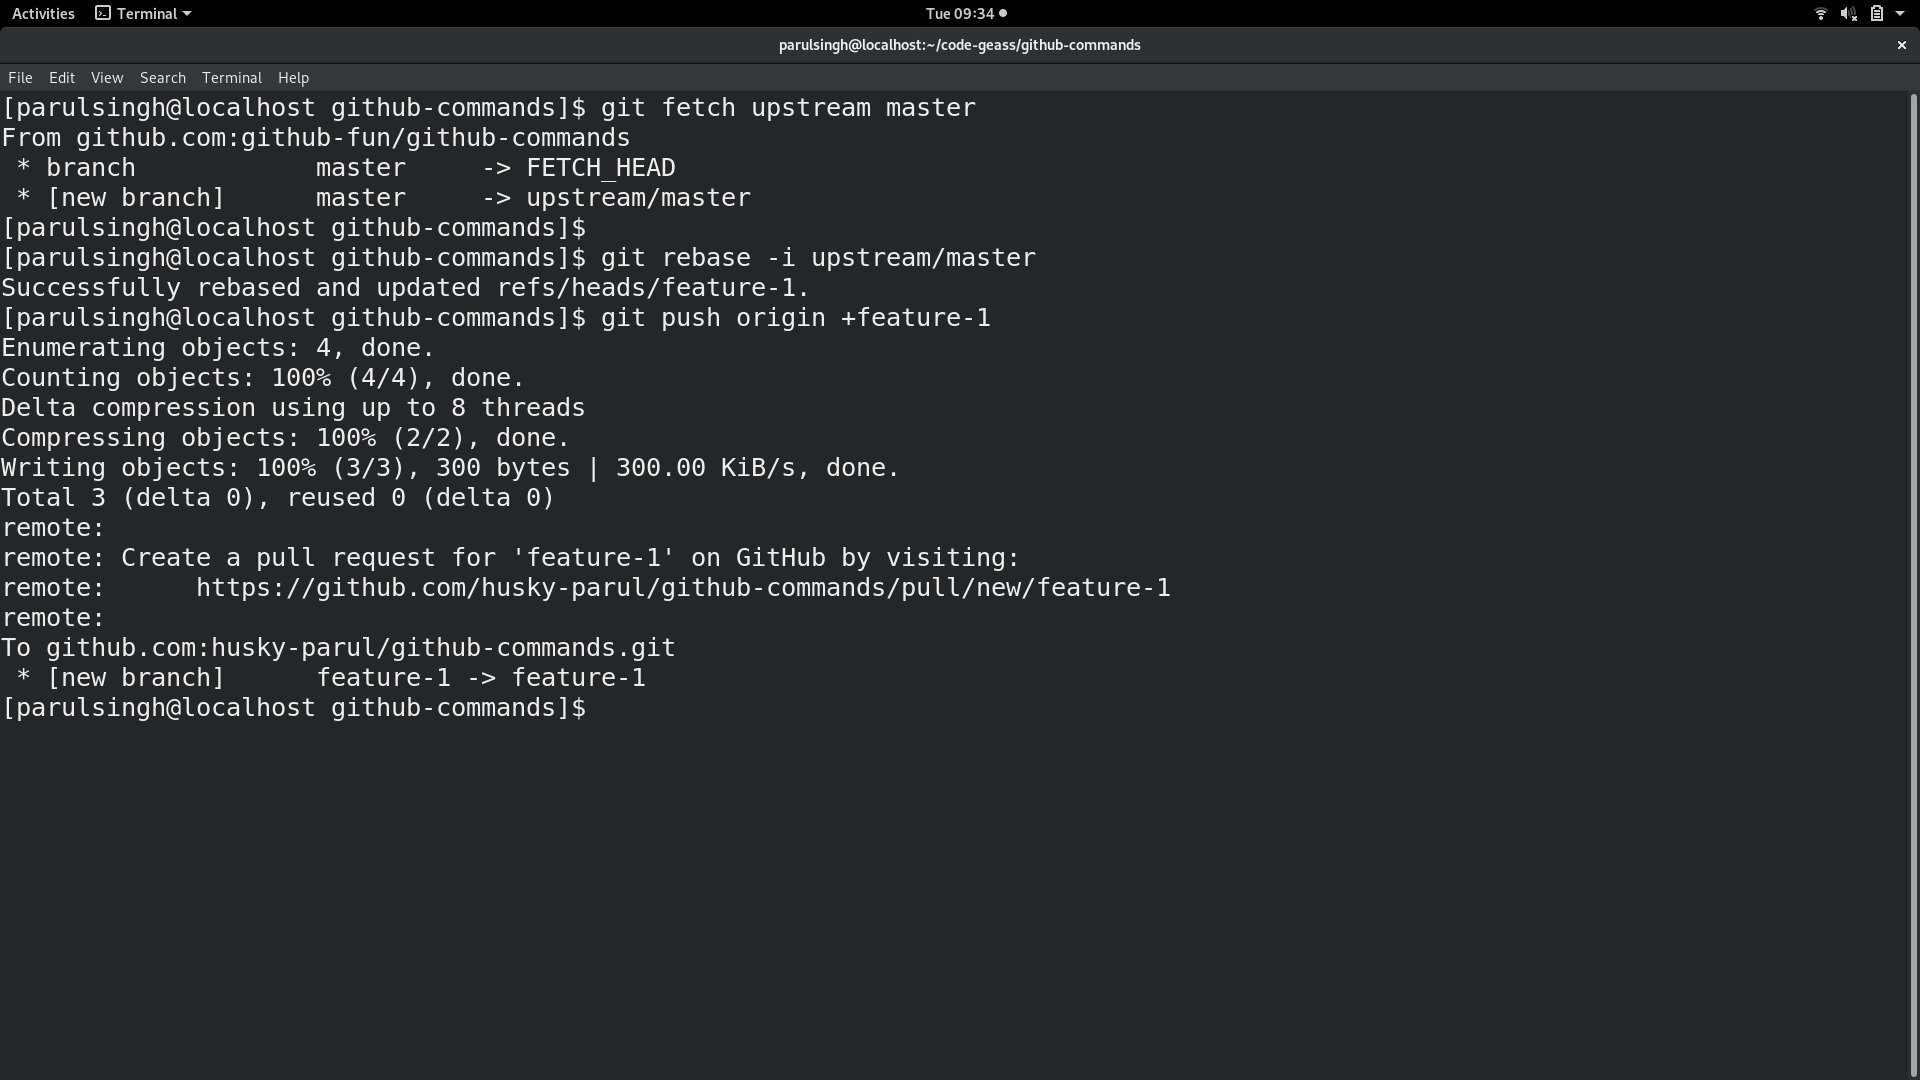 Activities Terminal Tue 09:34
parulsingh@localhost:~/code-geass/github-commands
File Edit View Search Terminal Help
[parulsingh@localhost github-commands]$ git fetch upstream master
From github.com:github-fun/github-commands
 * branch            master     -> FETCH_HEAD
 * [new branch]      master     -> upstream/master
[parulsingh@localhost github-commands]$
[parulsingh@localhost github-commands]$ git rebase -i upstream/master
Successfully rebased and updated refs/heads/feature-1.
[parulsingh@localhost github-commands]$ git push origin +feature-1
Enumerating objects: 4, done.
Counting objects: 100% (4/4), done.
Delta compression using up to 8 threads
Compressing objects: 100% (2/2), done.
Writing objects: 100% (3/3), 300 bytes | 300.00 KiB/s, done.
Total 3 (delta 0), reused 0 (delta 0)
remote:
remote: Create a pull request for 'feature-1' on GitHub by visiting:
remote:      https://github.com/husky-parul/github-commands/pull/new/feature-1
remote:
To github.com:husky-parul/github-commands.git
 * [new branch]      feature-1 -> feature-1
[parulsingh@localhost github-commands]$